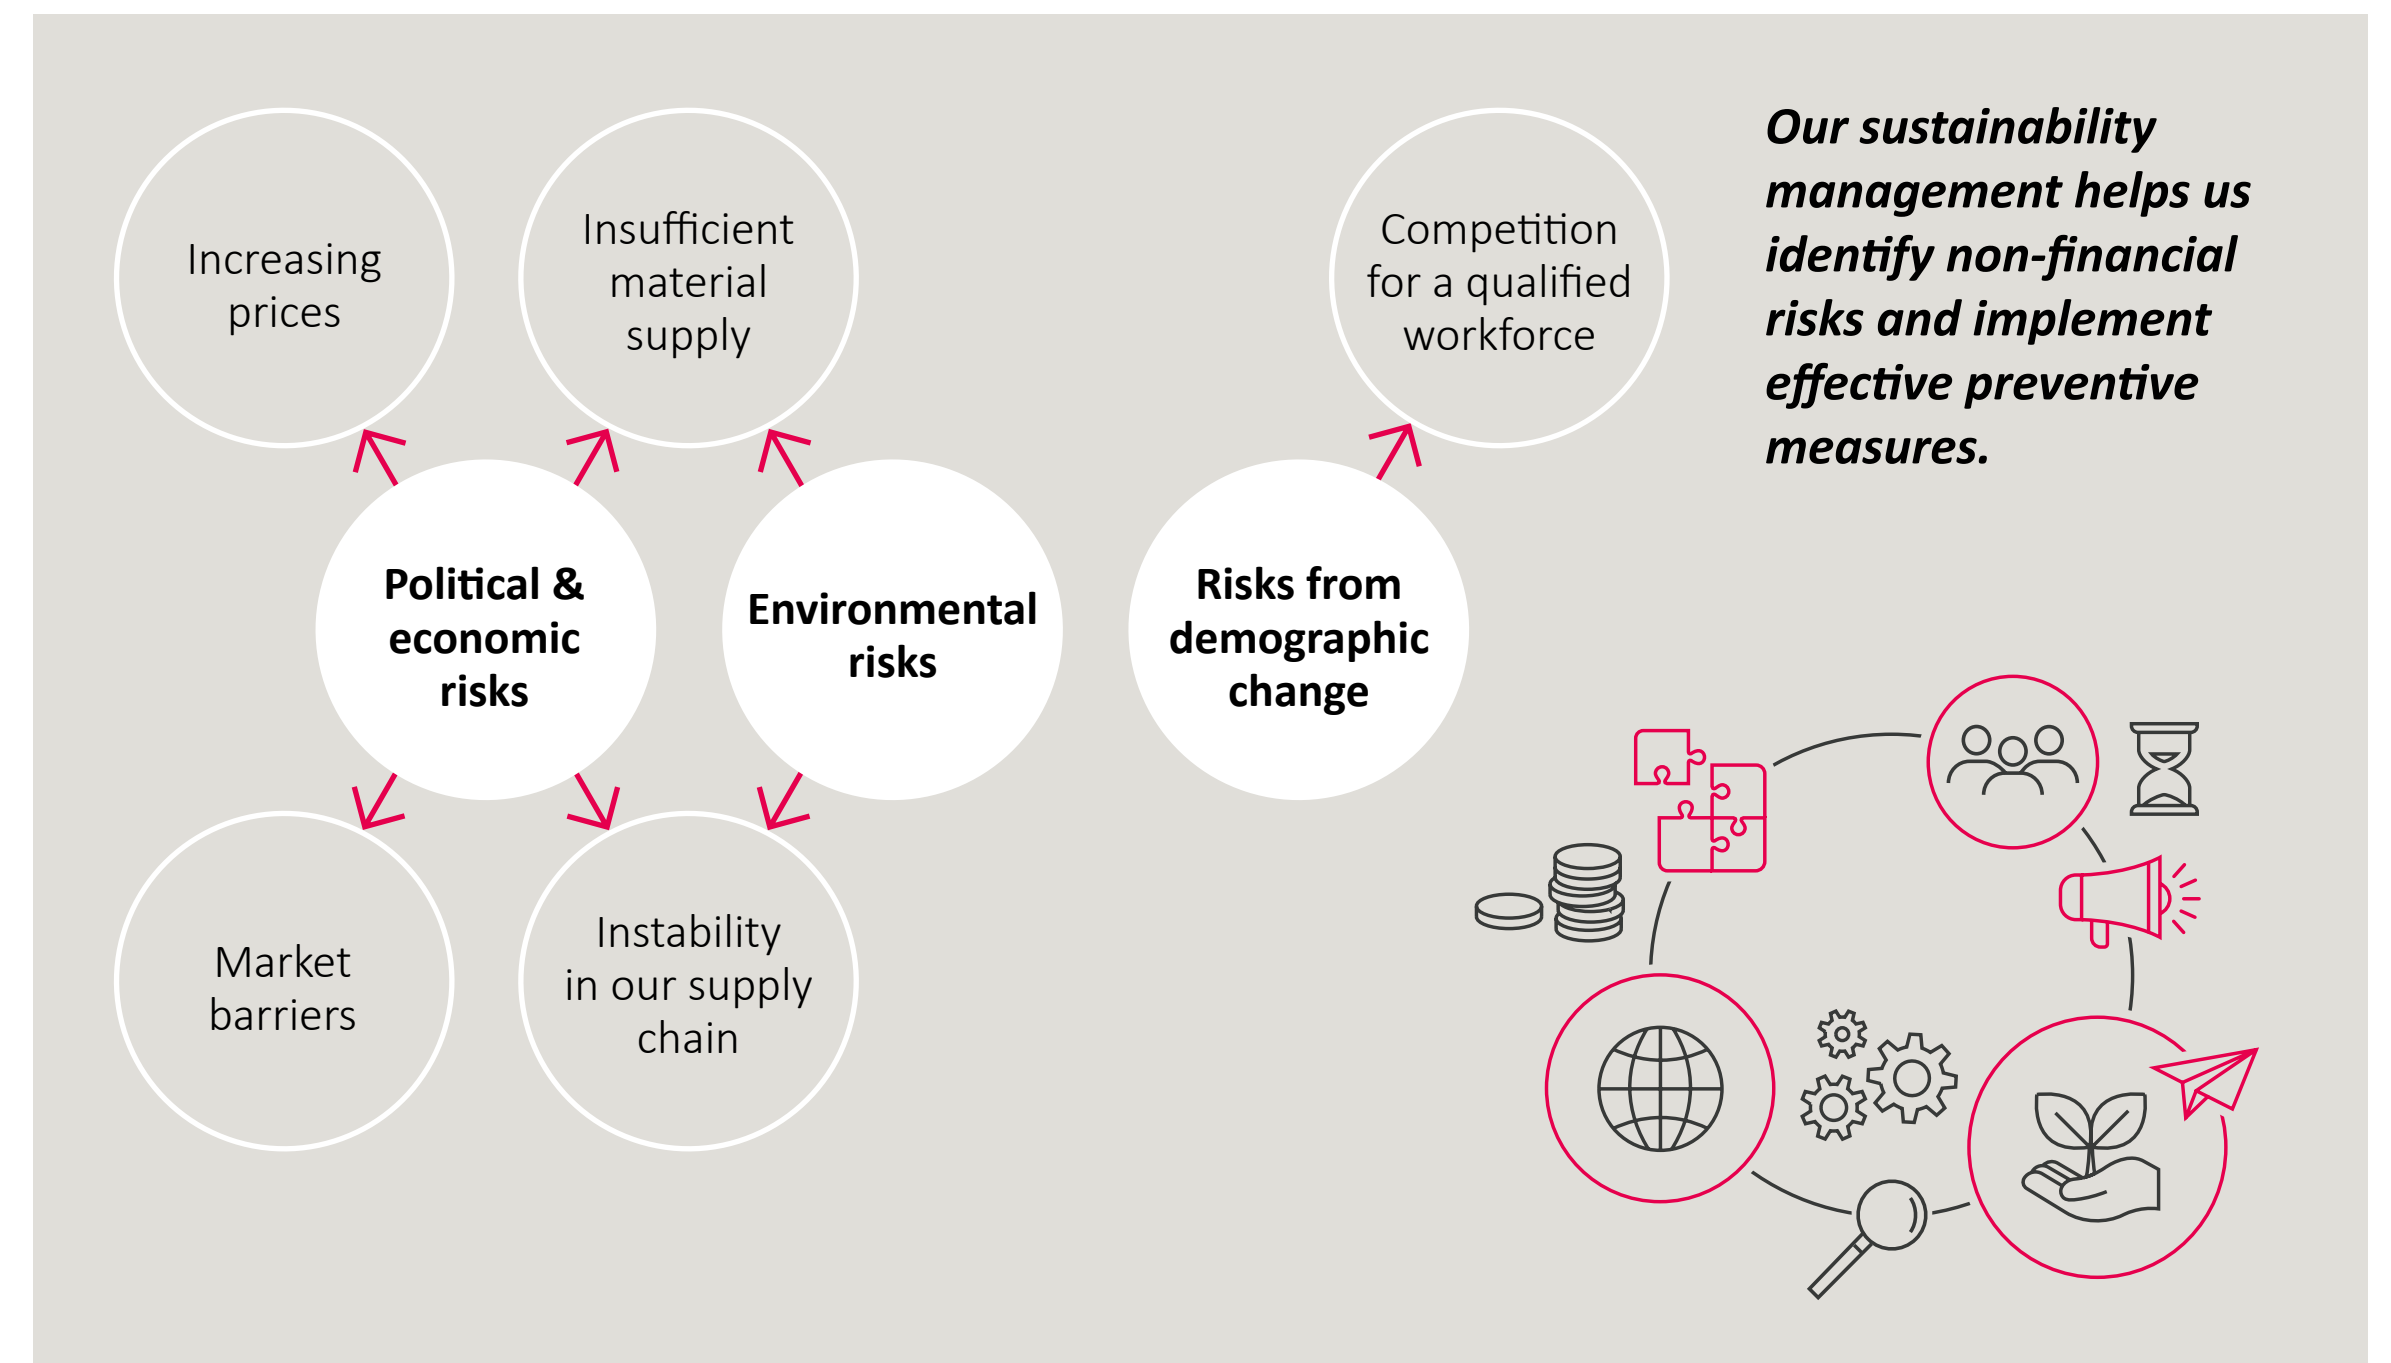 Increasing
prices
Insufficient
material
supply
Competition
for a qualified
workforce
Our sustainability
management helps us
identify non-financial
risks and implement
effective preventive
measures.
Political &
economic
risks
Environmental
risks
Risks from
demographic
change
Market
barriers
Instability
in our supply
chain